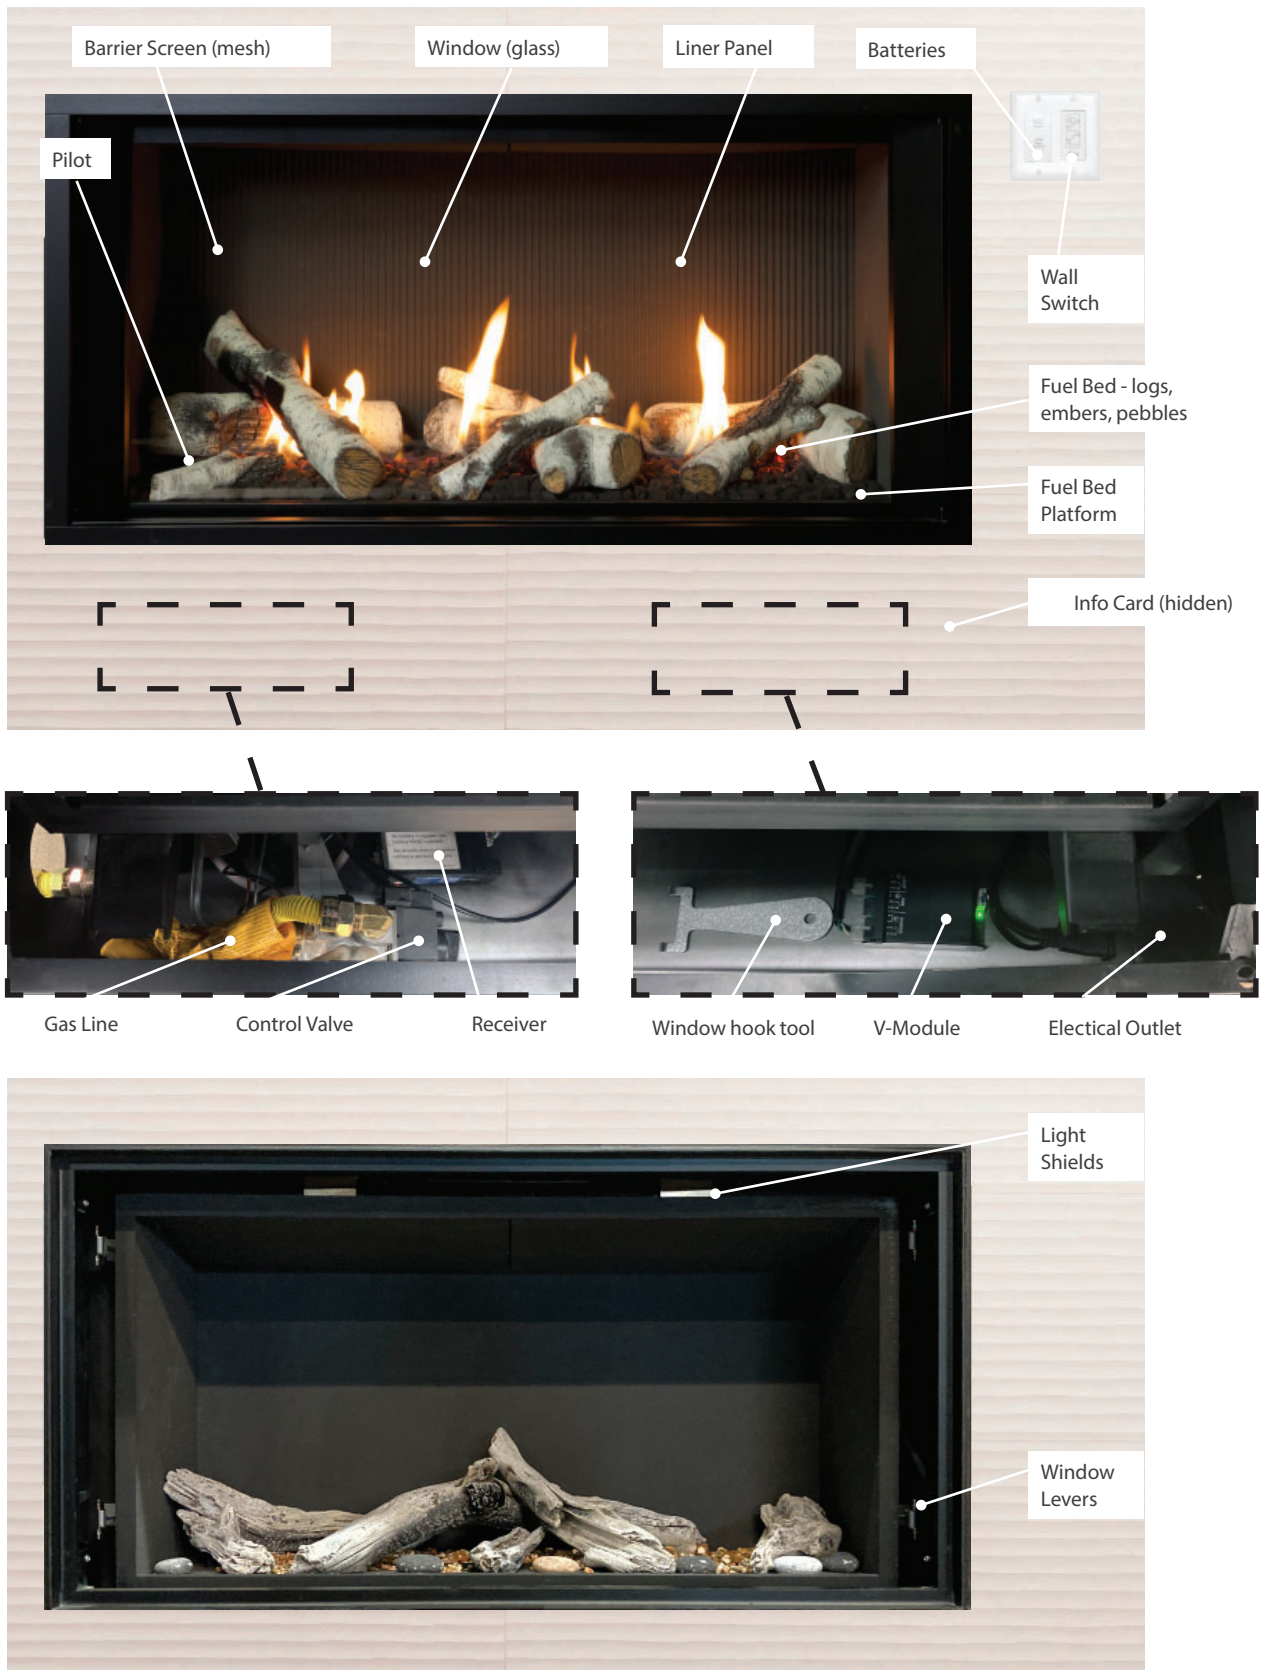 Barrier Screen (mesh)
Window (glass)
Liner Panel
Batteries
Pilot
Wall
Switch
Fuel Bed - logs,
embers, pebbles
Fuel Bed
Platform
Info Card (hidden)
Gas Line
Control Valve
Receiver
Window hook tool
V-Module
Electical Outlet
Light
Shields
Window
Levers